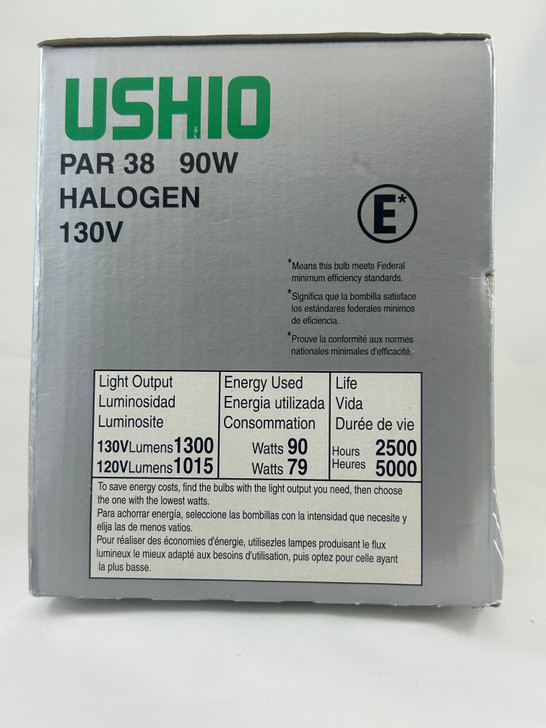 USHIO
PAR 38 90W
HALOGEN
130V
E*
*Means this bulb meets Federal
minimum efficiency standards.
*Significa que la bombilla satisface
los estándares federales minimos
de eficiencia.
*Prouve la conformité aux normes
nationales minimales d'efficacité.
Light Output
Luminosidad
Luminosite
130V Lumens 1300
120V Lumens 1015
Energy Used
Energia utilizada
Consommation
Watts 90
Watts 79
Life
Vida
Durée de vie
Hours 2500
Heures 5000
To save energy costs, find the bulbs with the light output you need, then choose
the one with the lowest watts.
Para achorrar energía, seleccione las bombillas con la intensidad que necesite y
elija las de menos vatios.
Pour réaliser des économies d'énergie, utilisezles lampes produisant le flux
lumineux le mieux adapté aux besoins d'utilisation, puis optez pour celle ayant
la plus basse.